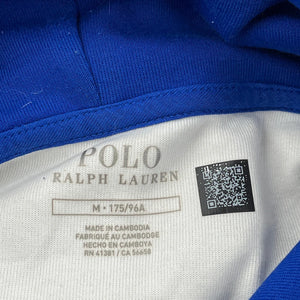 POLO
RALPH LAUREN
M • 175/96A
MADE IN CAMBODIA
FABRIQUÉ AU CAMBODGE
HECHO EN CAMBOYA
RN 41381 / CA 56658